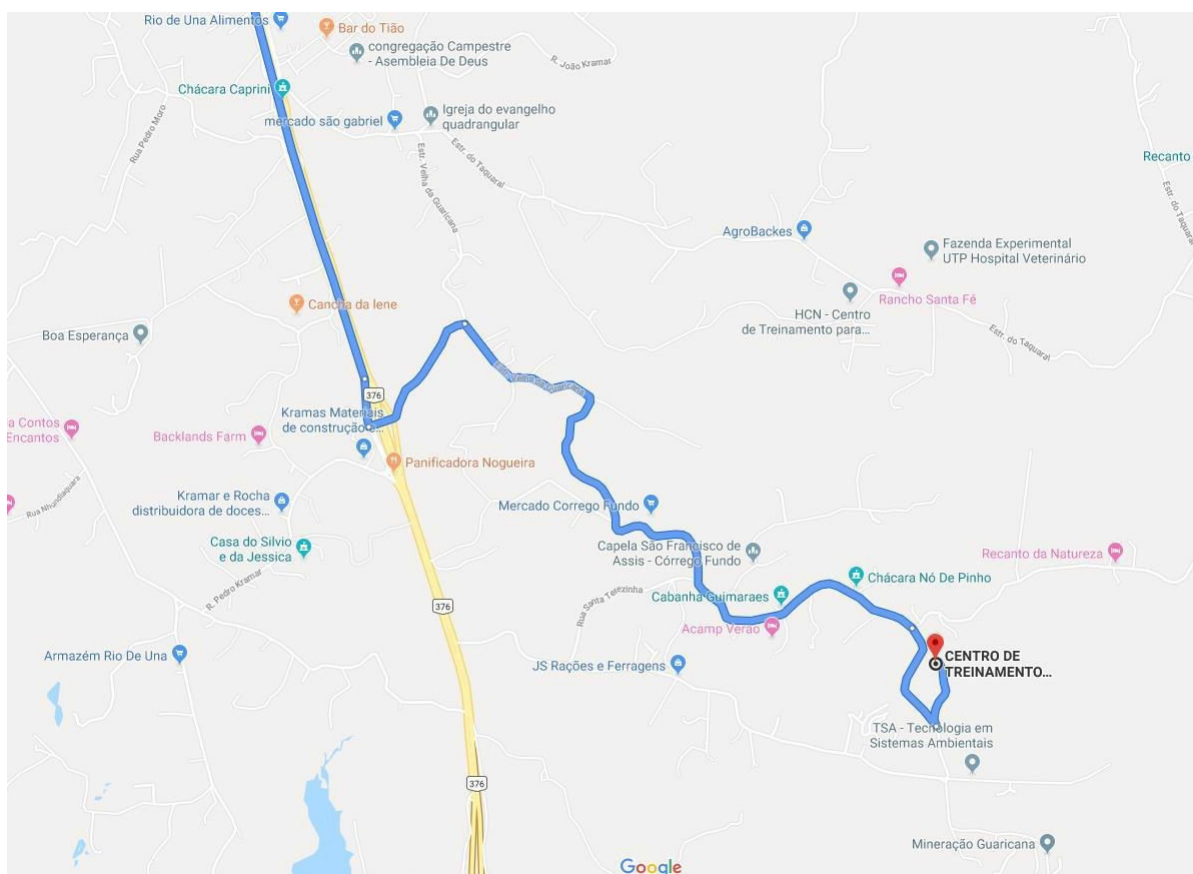 Rio de Una Alimentos
Bar do Tião
congregação Campestre
- Asembleia De Deus
R. João Kramar
Chácara Caprini
Igreja do evangelho
quadrangular
mercado são gabriel
Rua Pedro Moro
Estr. Velha da Guaricana
Estr. do Taquaral
Recanto
Estr. do Taquaral
AgroBackes
Fazenda Experimental
UTP Hospital Veterinário
Rancho Santa Fé
HCN - Centro
de Treinamento para...
Estr. do Taquaral
Cancha da lene
Boa Esperança
376
Kramas Materiais
de construção e...
a Contos
Encantos
Backlands Farm
Panificadora Nogueira
Rua Nhundiaquara
Kramar e Rocha
distribuidora de doces...
Mercado Corrego Fundo
Casa do Silvio
e da Jessica
Capela São Francisco de
Assis - Córrego Fundo
Recanto da Natureza
R. Pedro Kramar
Rua Santa Terezinha
Cabanha Guimaraes
Chácara Nó De Pinho
376
Acamp Verão
Armazém Rio De Una
JS Rações e Ferragens
CENTRO DE
TREINAMENTO...
TSA - Tecnologia em
Sistemas Ambientais
376
Mineração Guaricana
Google